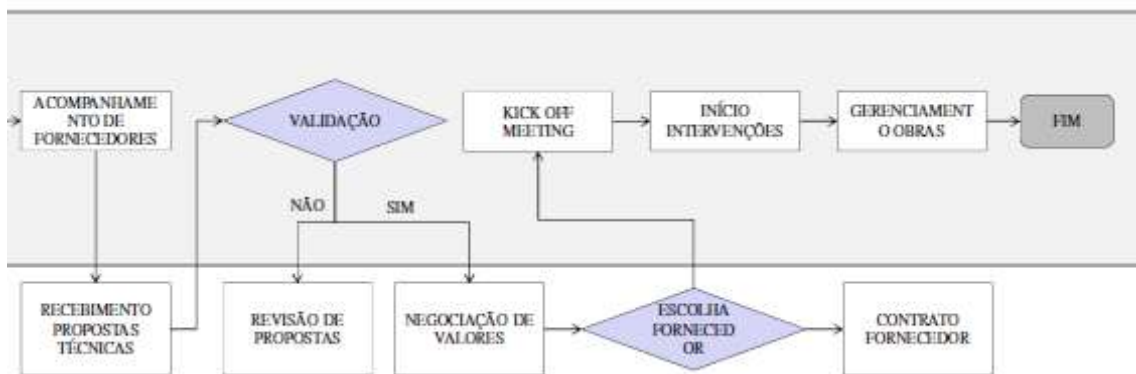 ACOMPANHAME
NTO DE
FORNECEDORES
VALIDAÇÃO
KICK OFF
MEETING
INÍCIO
INTERVENÇÕES
GERENCIAMENT
O OBRAS
FIM
NÃO
SIM
RECEBIMENTO
PROPOSTAS
TÉCNICAS
REVISÃO DE
PROPOSTAS
NEGOCIAÇÃO DE
VALORES
ESCOLHA
FORNECED
OR
CONTRATO
FORNECEDOR